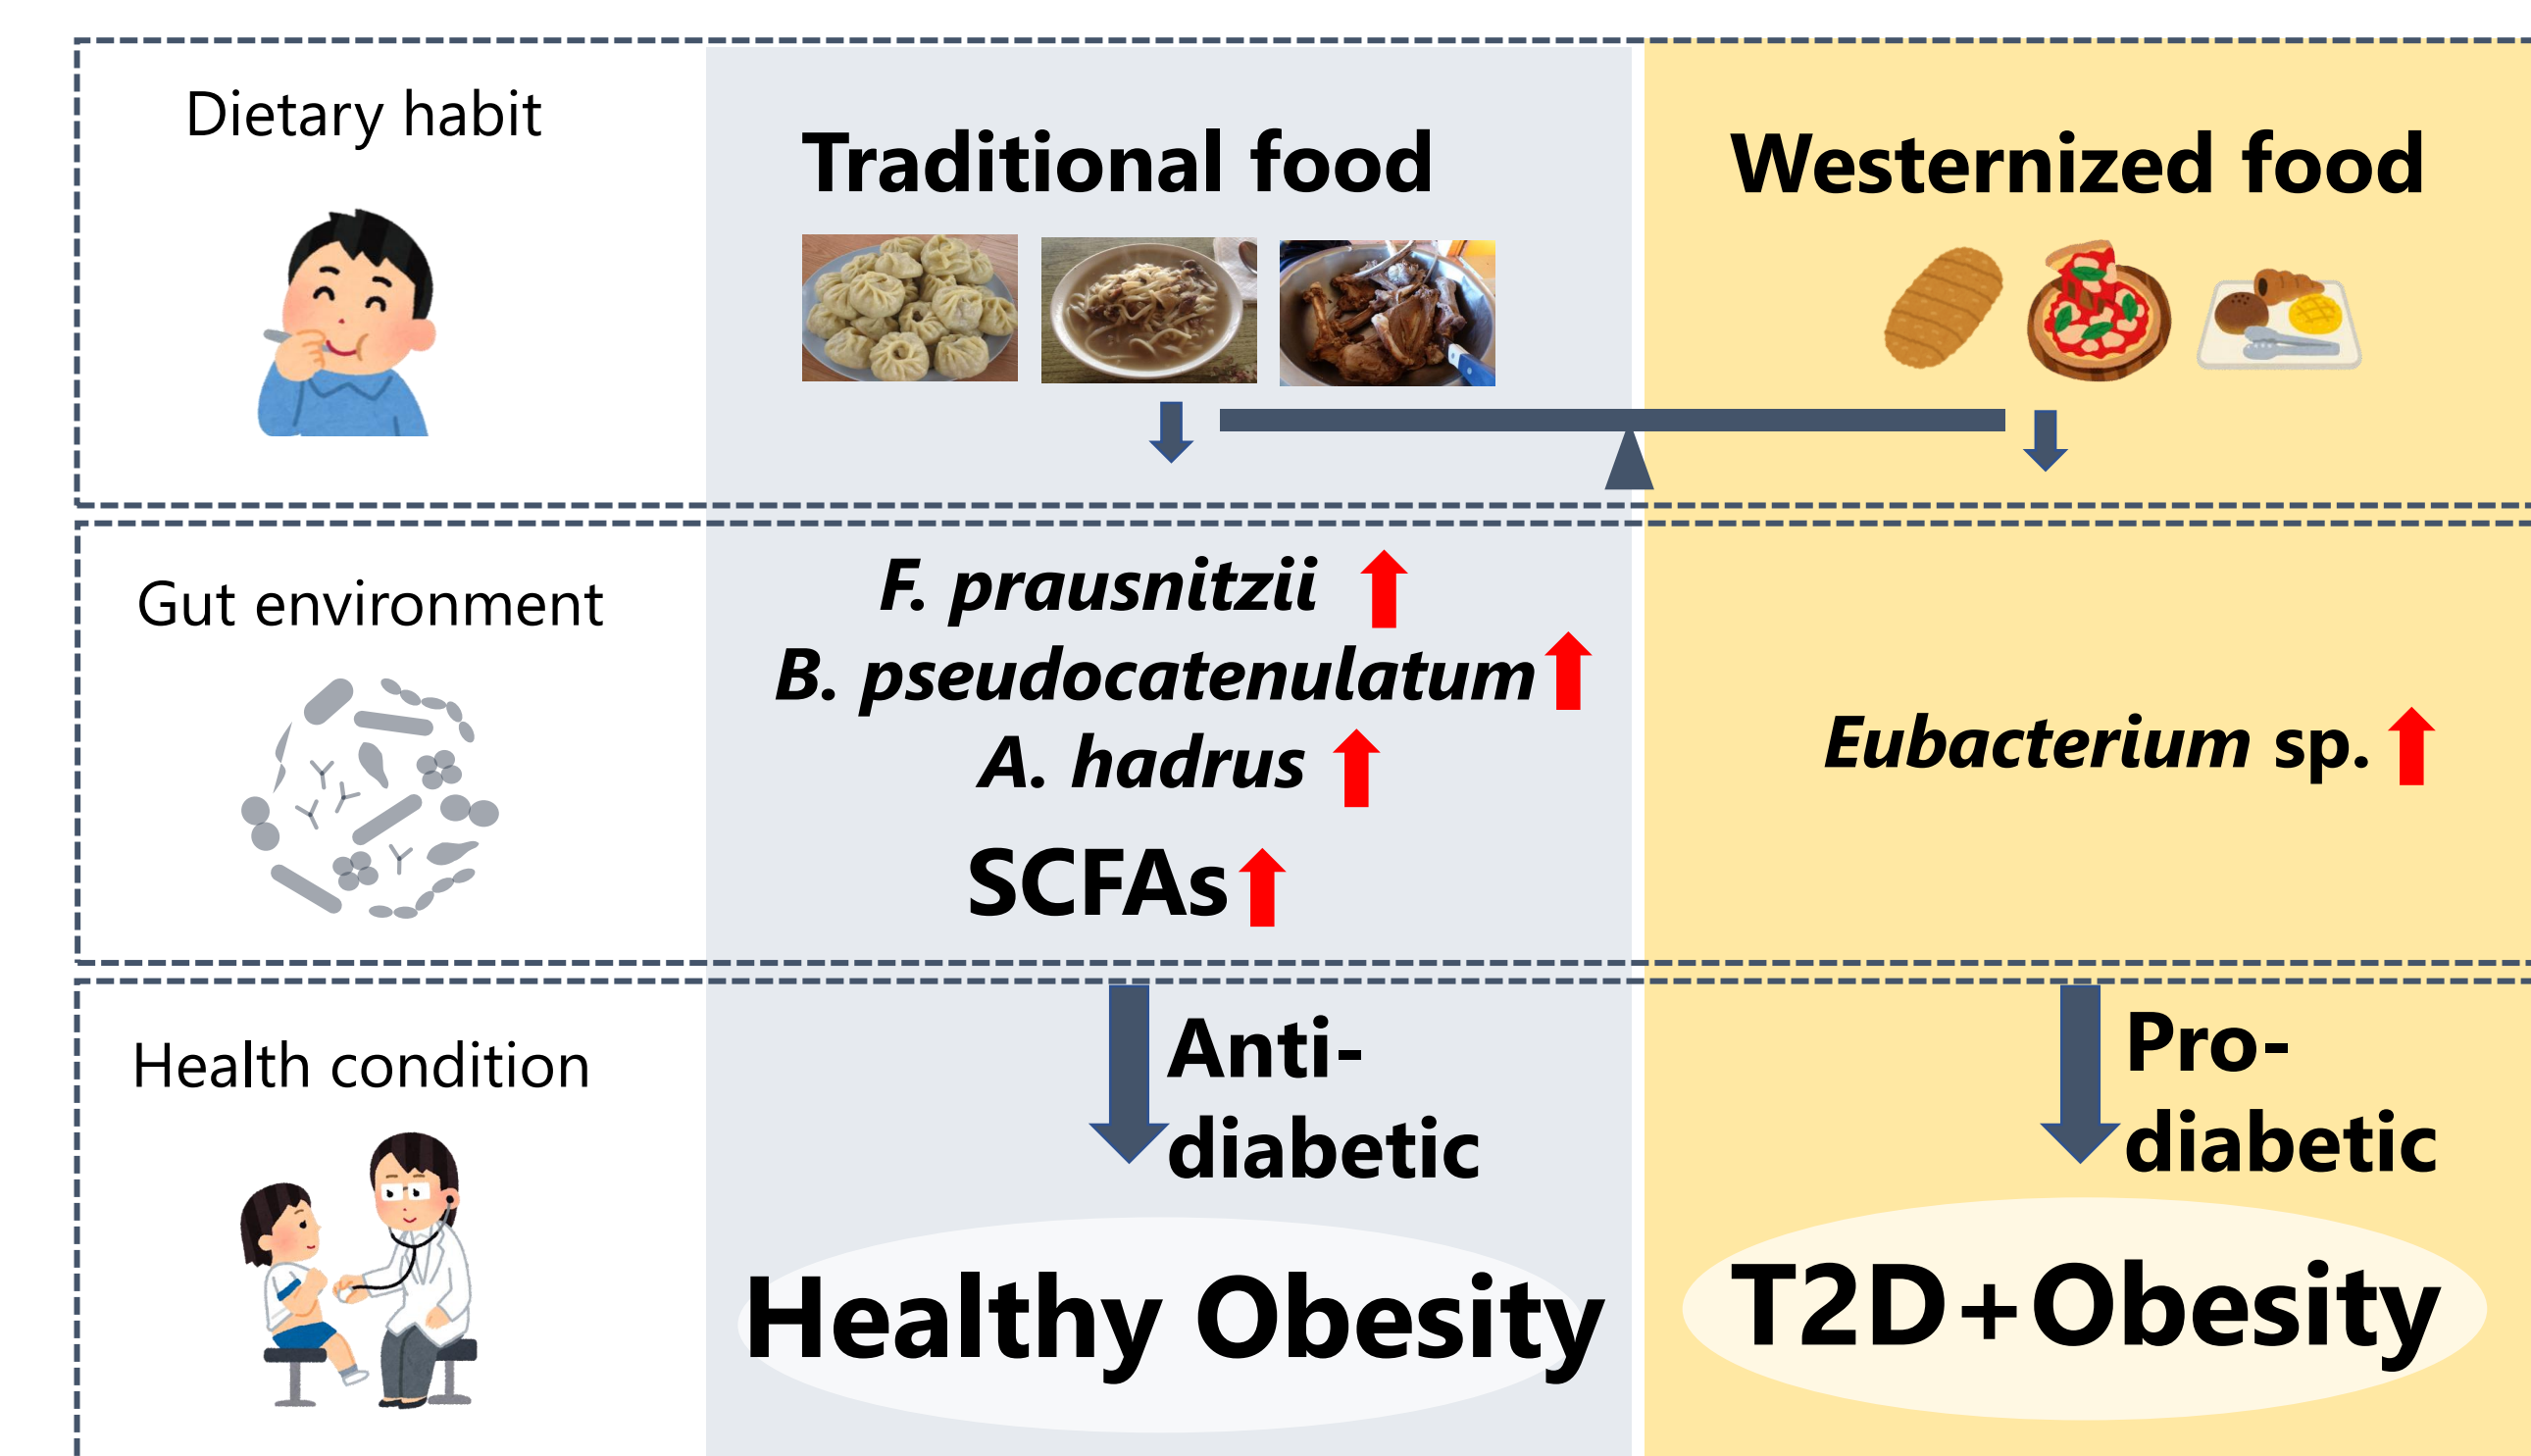 Dietary habit
Traditional food
Westernized food
Gut environment
F. prausnitzii
B. pseudocatenulatum
A. hadrus
SCFAs
Eubacterium sp.
Health condition
Anti-
diabetic
Pro-
diabetic
Healthy Obesity
T2D+Obesity